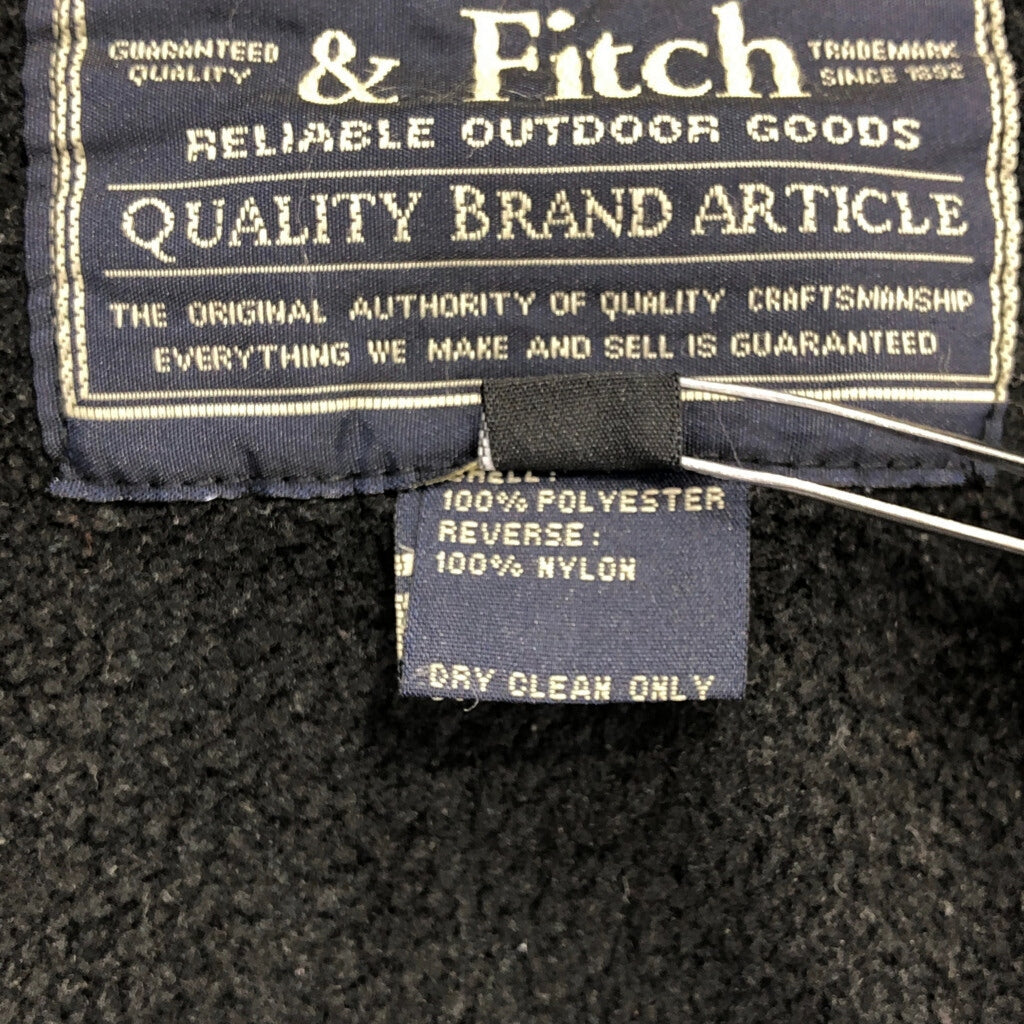 & Fitch
GUARANTEED
QUALITY
TRADEMARK
SINCE 1892
RELIABLE OUTDOOR GOODS
QUALITY BRAND ARTICLE
THE ORIGINAL AUTHORITY OF QUALITY CRAFTSMANSHIP
EVERYTHING WE MAKE AND SELL IS GUARANTEED
SHELL:
100% POLYESTER
REVERSE:
100% NYLON
DRY CLEAN ONLY